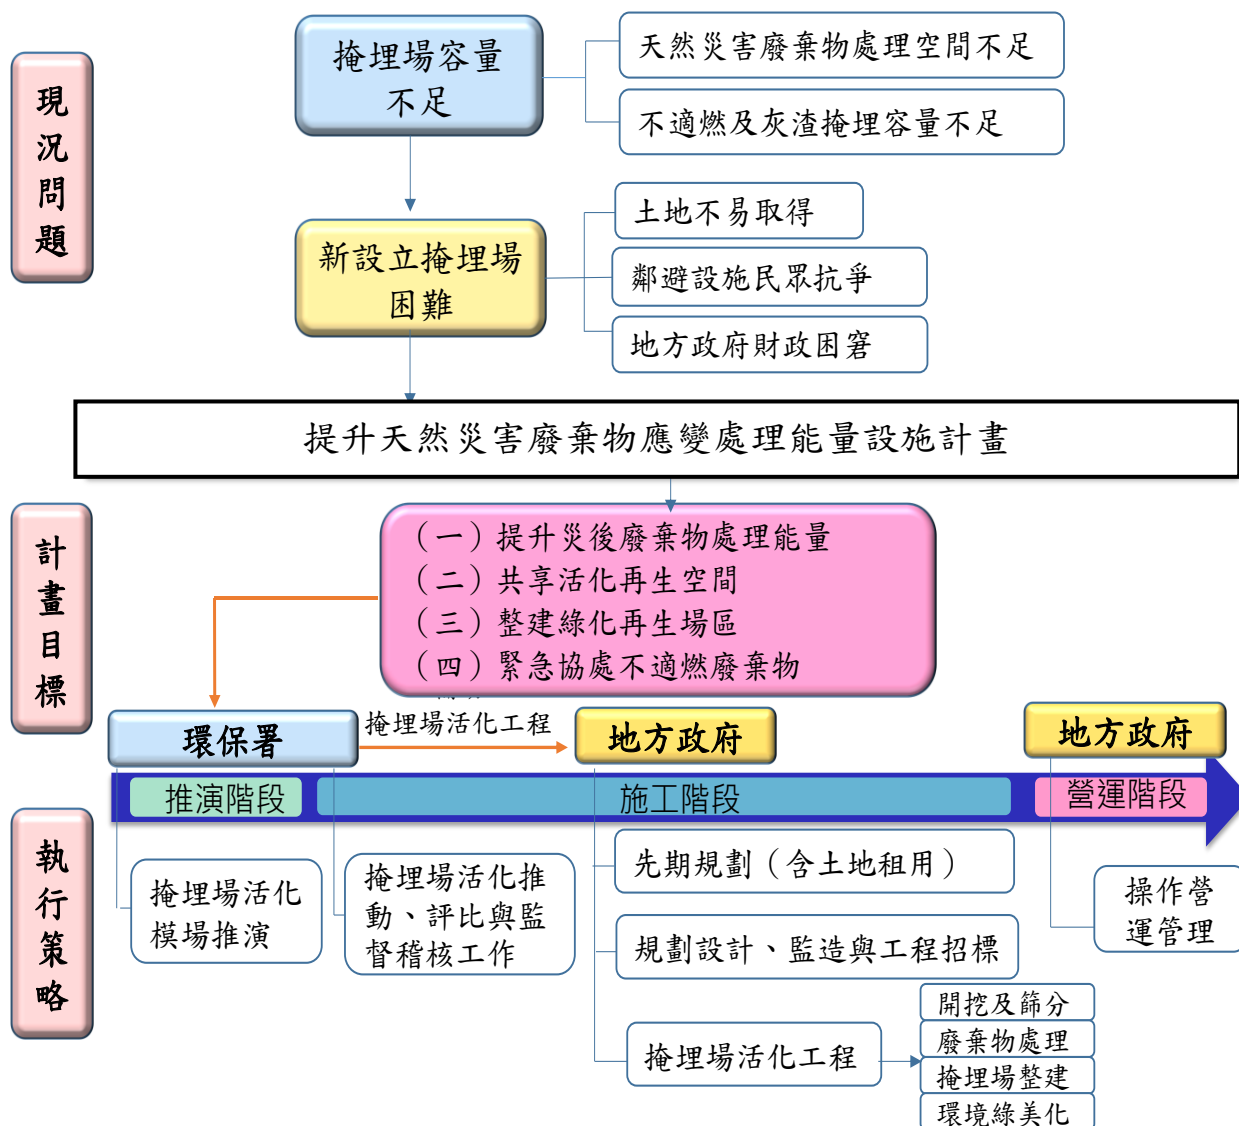 現況問題
掩埋場容量
不足
天然災害廢棄物處理空間不足
不適燃及灰渣掩埋容量不足
新設立掩埋場
困難
土地不易取得
鄰避設施民眾抗爭
地方政府財政困窘
提升天然災害廢棄物應變處理能量設施計畫
計畫目標
（一）提升災後廢棄物處理能量
（二）共享活化再生空間
（三）整建綠化再生場區
（四）緊急協處不適燃廢棄物
環保署
掩埋場活化工程
地方政府
地方政府
推演階段
施工階段
營運階段
執行策略
掩埋場活化
模場推演
掩埋場活化推
動、評比與監
督稽核工作
先期規劃（含土地租用）
規劃設計、監造與工程招標
掩埋場活化工程
開挖及篩分
廢棄物處理
掩埋場整建
環境綠美化
操作營
運管理